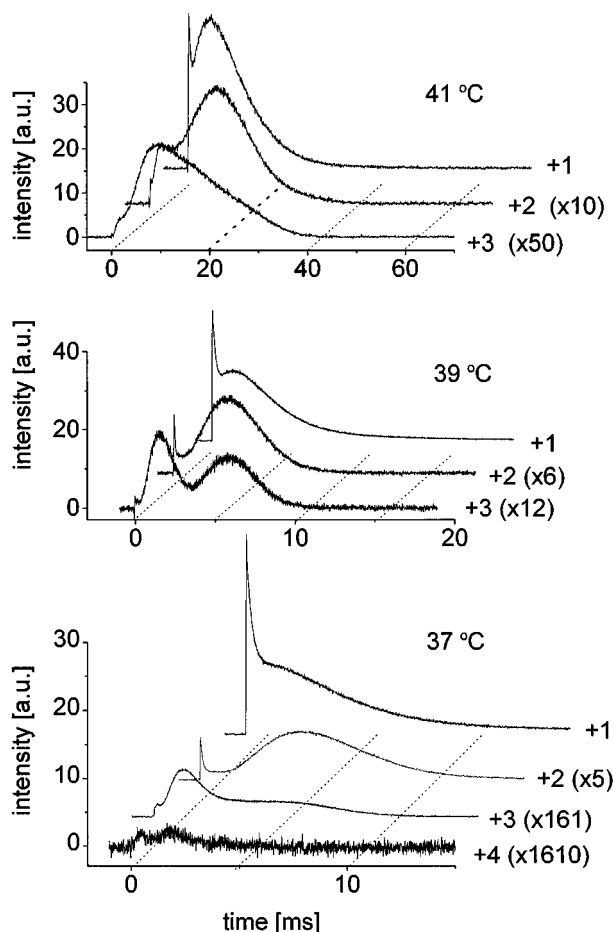 41 °C
intensity [a.u.]
30
20
10
0
+1
+2 (x10)
+3 (x50)
0 20 40 60
39 °C
intensity [a.u.]
40
20
0
+1
+2 (x6)
+3 (x12)
0 10 20
37 °C
intensity [a.u.]
30
20
10
0
+1
+2 (x5)
+3 (x161)
+4 (x1610)
0 10
time [ms]